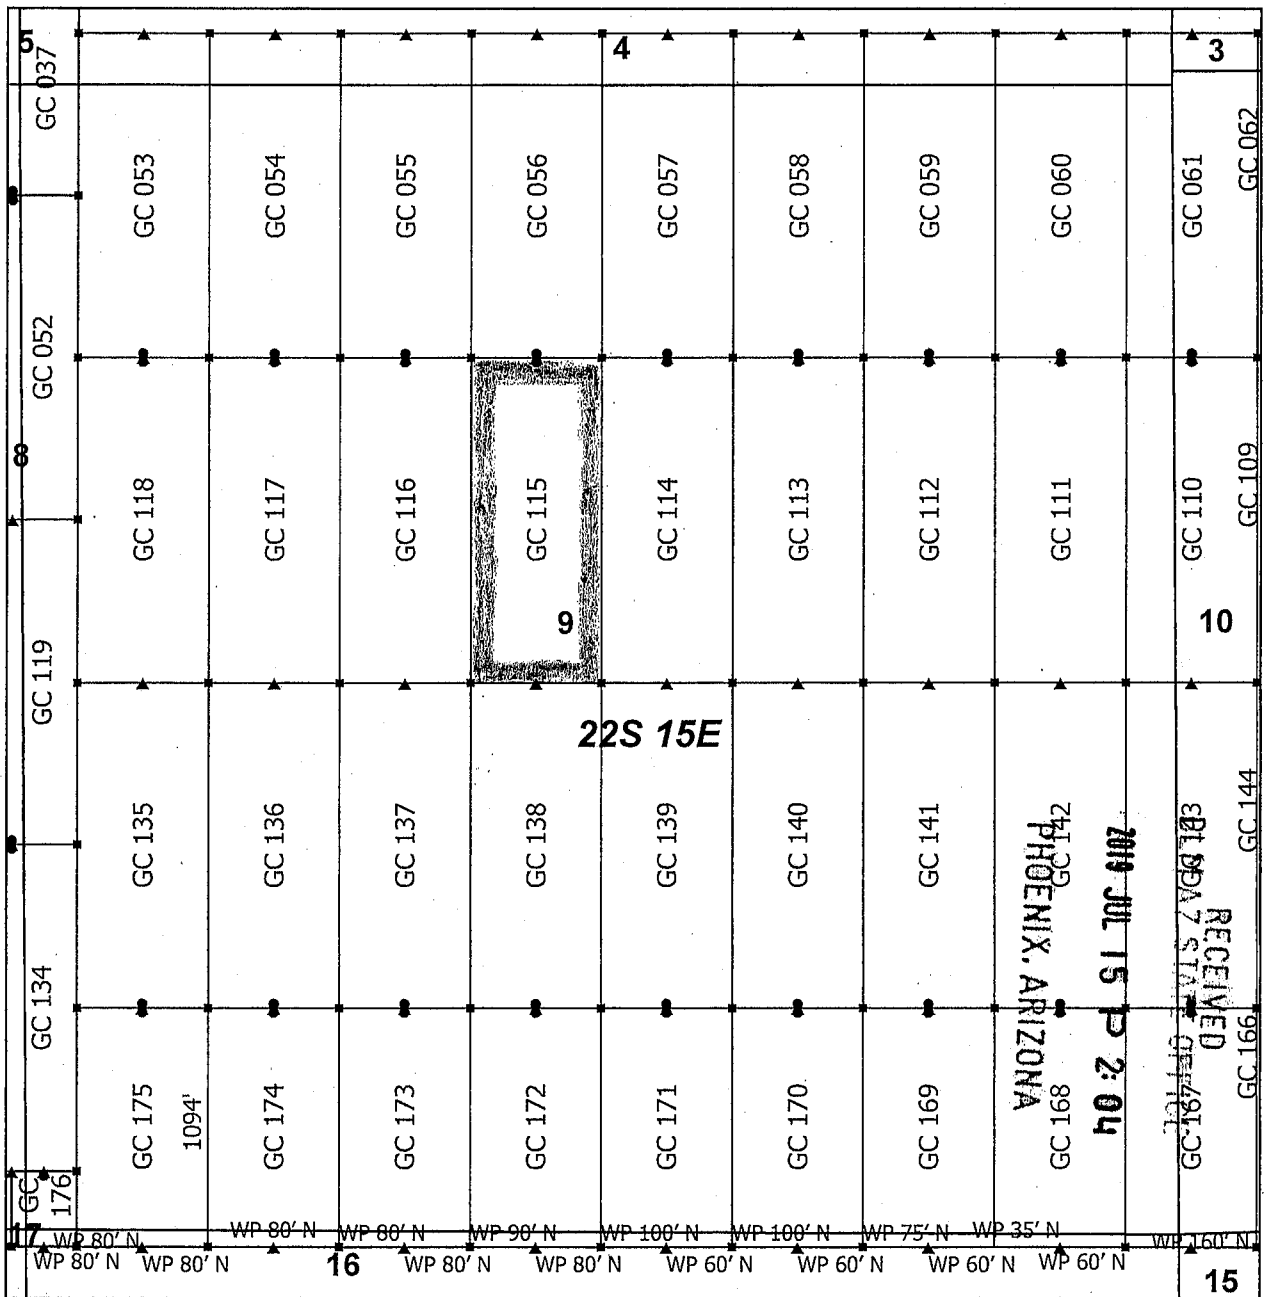 5
4
3
GC 037
GC 053
GC 054
GC 055
GC 056
GC 057
GC 058
GC 059
GC 060
GC 061
GC 062
GC 052
8
GC 118
GC 117
GC 116
GC 115
GC 114
GC 113
GC 112
GC 111
GC 110
GC 109
9
10
GC 119
22S 15E
GC 135
GC 136
GC 137
GC 138
GC 139
GC 140
GC 141
GC 142
GC 144
GC 134
RECEIVED
2019 JUL 15 P 2:04
PHOENIX, ARIZONA
GC 175
1094'
GC 174
GC 173
GC 172
GC 171
GC 170
GC 169
GC 168
GC 167
GC 166
GC 176
17
WP 80' N
WP 80' N
WP 80' N
WP 90' N
WP 100' N
WP 100' N
WP 75' N
WP 35' N
WP 160' N
WP 80' N
WP 80' N
16
WP 80' N
WP 80' N
WP 60' N
WP 60' N
WP 60' N
WP 60' N
15